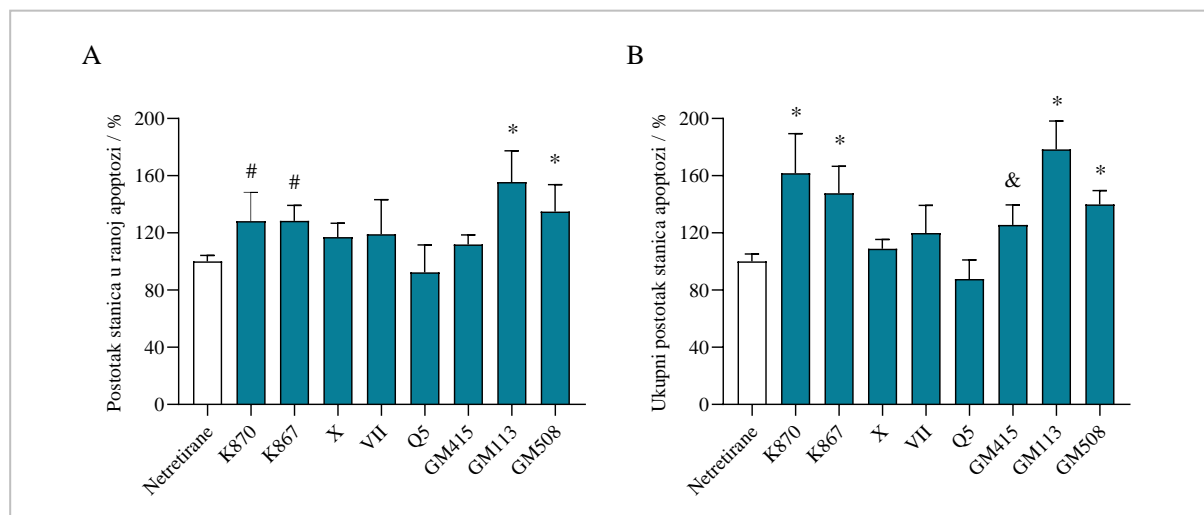 A
Postotak stanica u ranoj apoptozi / %
200
160
120
80
40
0
#
#
*
*
Netretirane
K870
K867
X
VII
Q5
GM415
GM113
GM508
B
Ukupni postotak stanica apoptozi / %
200
160
120
80
40
0
*
*
&
*
*
Netretirane
K870
K867
X
VII
Q5
GM415
GM113
GM508